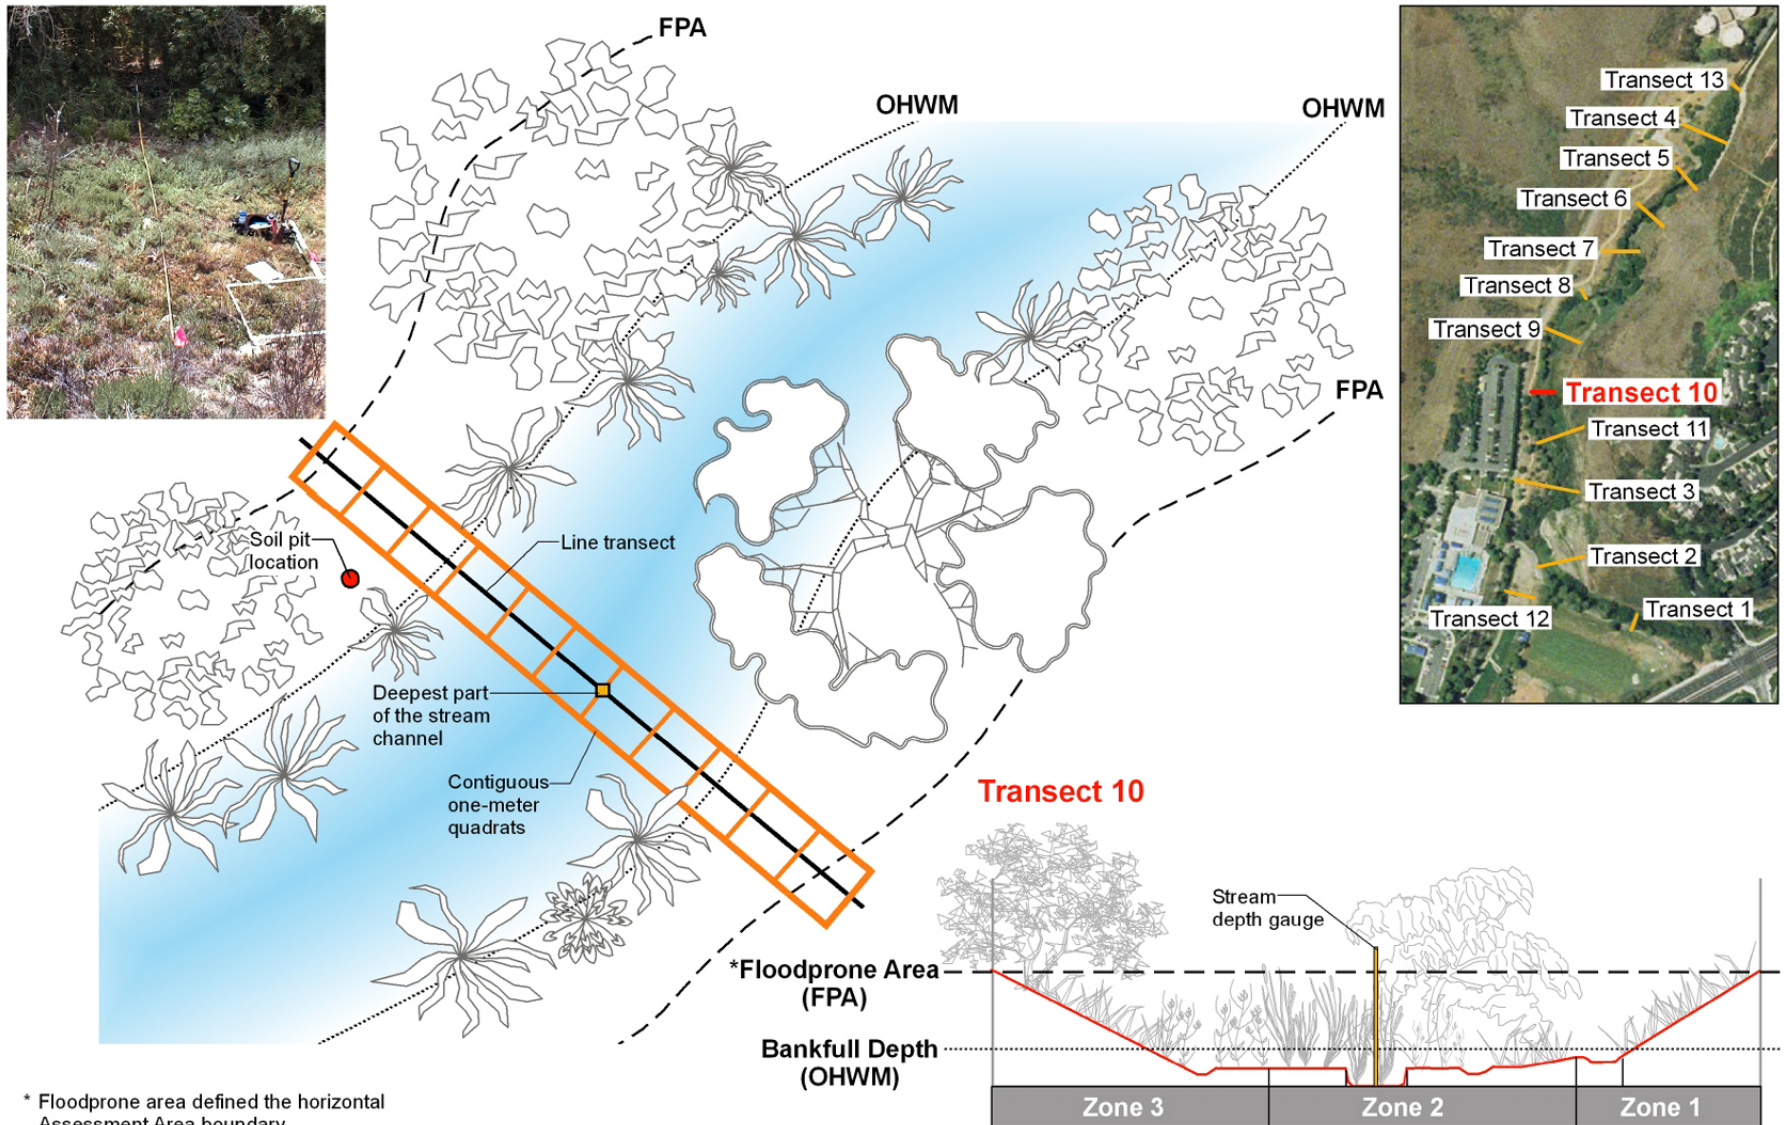 FPA
OHWM
OHWM
FPA
Soil pit
location
Line transect
Deepest part
of the stream
channel
Contiguous
one-meter
quadrats
Transect 13
Transect 4
Transect 5
Transect 6
Transect 7
Transect 8
Transect 9
Transect 10
Transect 11
Transect 3
Transect 2
Transect 1
Transect 12
Transect 10
Stream
depth gauge
*Floodprone Area
(FPA)
Bankfull Depth
(OHWM)
Zone 3
Zone 2
Zone 1
* Floodprone area defined the horizontal
Assessment Area boundary